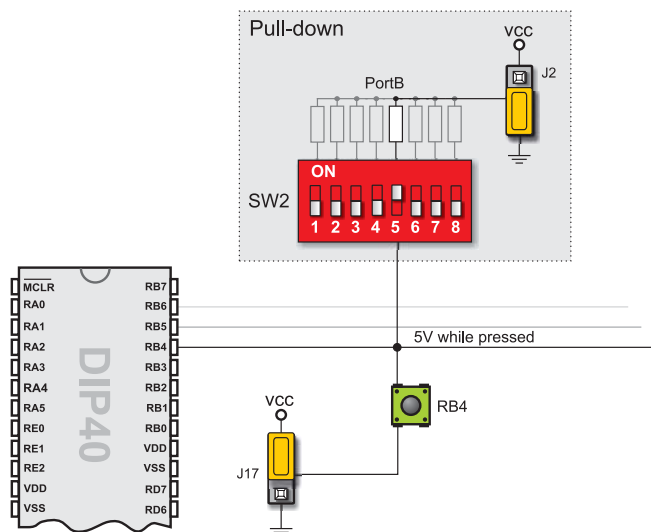 Pull-down
VCC
J2
PortB
ON
SW2
1 2 3 4 5 6 7 8
MCLR RB7
RA0 RB6
RA1 RB5
RA2 RB4
5V while pressed
RA3 RB3
RA4 RB2
RA5 RB1
RE0 RB0
RE1 VDD
RE2 VSS
VDD RD7
VSS RD6
DIP40
RB4
VCC
J17